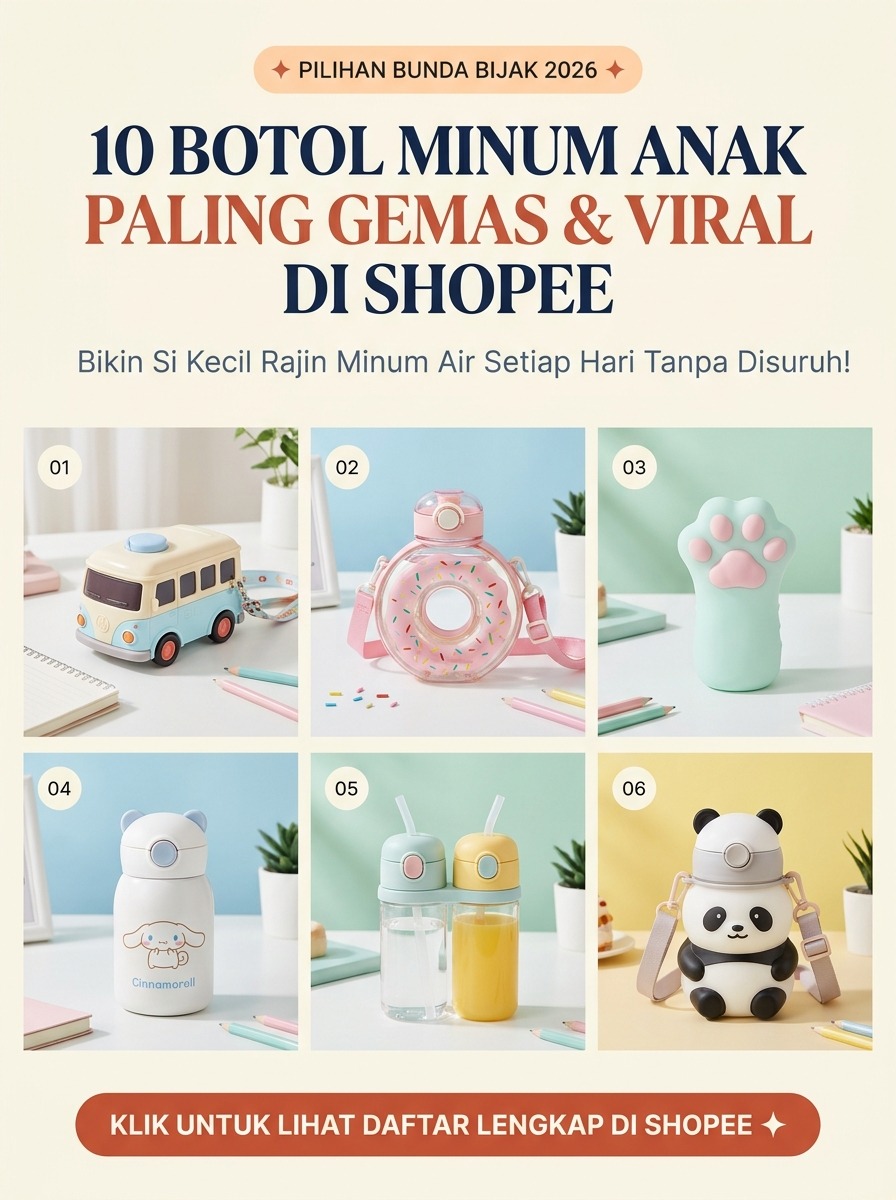 ✦ PILIHAN BUNDA BIJAK 2026 ✦
10 BOTOL MINUM ANAK
PALING GEMAS & VIRAL
DI SHOPEE
Bikin Si Kecil Rajin Minum Air Setiap Hari Tanpa Disuruh!
01
02
03
04
Cinnamorell
05
06
KLIK UNTUK LIHAT DAFTAR LENGKAP DI SHOPEE ✦